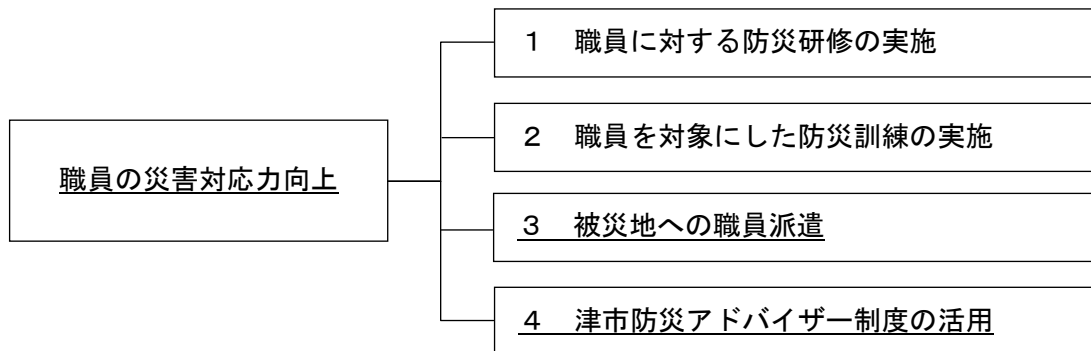 職員の災害対応力向上
１　職員に対する防災研修の実施
２　職員を対象にした防災訓練の実施
３　被災地への職員派遣
４　津市防災アドバイザー制度の活用